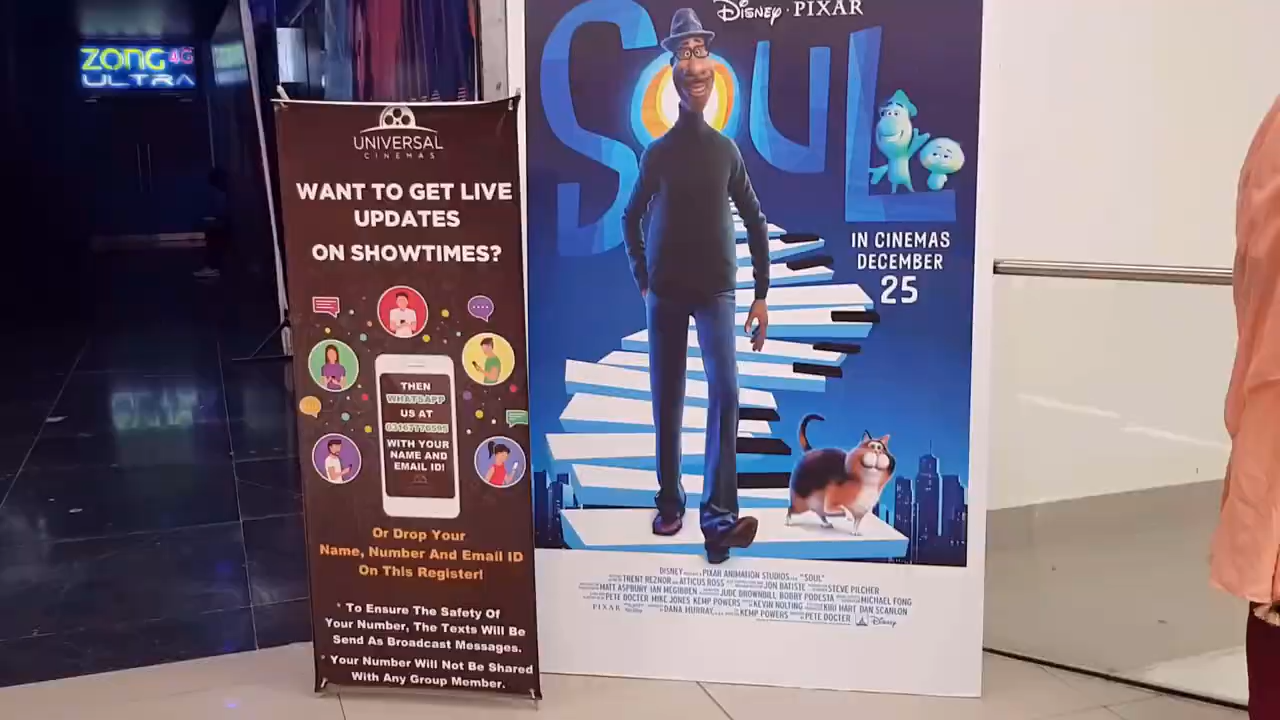 ZONG 4G
ULTRA
UNIVERSAL
CINEMAS
WANT TO GET LIVE
UPDATES
ON SHOWTIMES?
THEN
WHATSAPP
US AT
03167770595
WITH YOUR
NAME AND
EMAIL ID!
Or Drop Your
Name, Number And Email ID
On This Register!
* To Ensure The Safety Of
Your Number, The Texts Will Be
Send As Broadcast Messages.
* Your Number Will Not Be Shared
With Any Group Member.
Disney · PIXAR
SOUL
IN CINEMAS
DECEMBER
25
DISNEY PIXAR ANIMATION STUDIOS "SOUL"
TRENT REZNOR AND ATTICUS ROSS JON BATISTE STEVE PILCHER
MATT ASPBURY IAN MEGIBBEN JUDE BROWNBILL BOBBY PODESTA MICHAEL FONG
PETE DOCTER MIKE JONES KEMP POWERS KEVIN NOLTING KIRI HART DAN SCANLON
PIXAR DANA MURRAY KEMP POWERS PETE DOCTER Disney